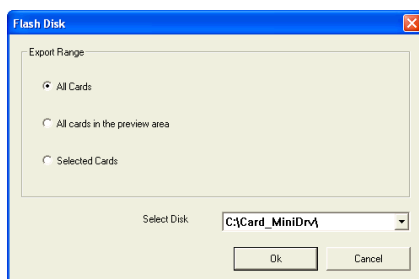 Flash Disk
Export Range
All Cards
All cards in the preview area
Selected Cards
Select Disk C:\Card_MiniDrv\
Ok Cancel